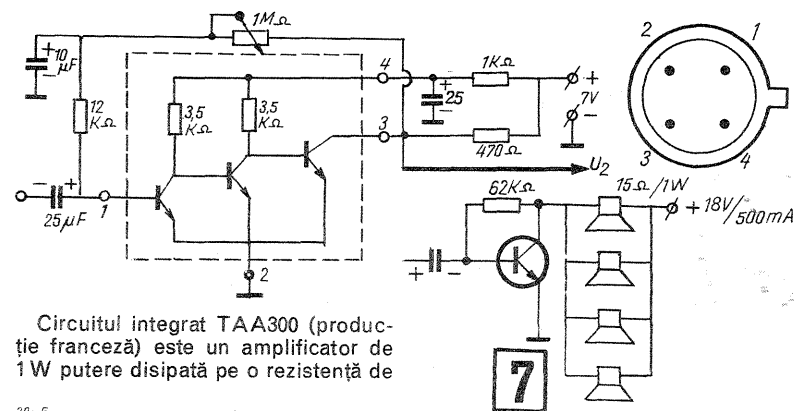 1MΩ
+ 10
- µF
12
KΩ
3,5
KΩ
3,5
KΩ
4
1KΩ
+
25
-
7V
-
3
470Ω
U2
- +
25µF
1
2
2 1
3 4
62KΩ
15Ω/1W
+ 18V/500mA
+ -
7
Circuitul integrat TAA300 (produc-
ție franceză) este un amplificator de
1W putere disipată pe o rezistență de